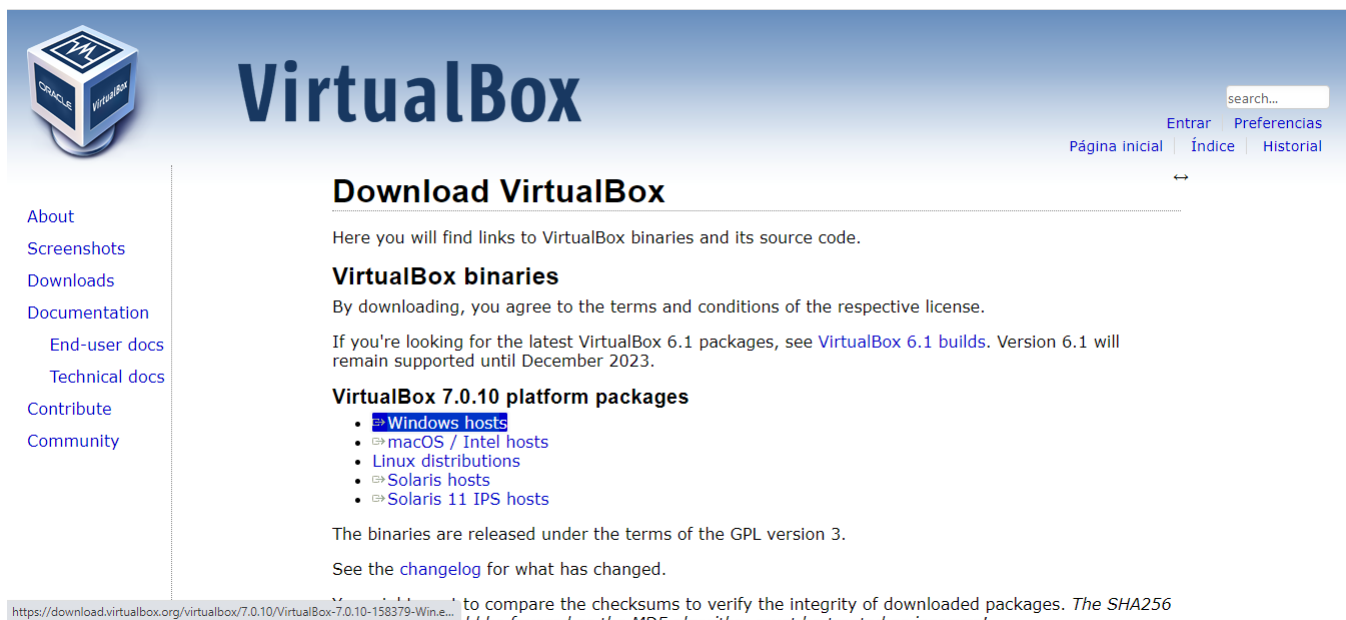 ORACLE
VirtualBox
VirtualBox
search...
Entrar
Preferencias
Página inicial
Índice
Historial
About
Screenshots
Downloads
Documentation
End-user docs
Technical docs
Contribute
Community
Download VirtualBox
Here you will find links to VirtualBox binaries and its source code.
VirtualBox binaries
By downloading, you agree to the terms and conditions of the respective license.
If you're looking for the latest VirtualBox 6.1 packages, see VirtualBox 6.1 builds. Version 6.1 will
remain supported until December 2023.
VirtualBox 7.0.10 platform packages
Windows hosts
macOS / Intel hosts
Linux distributions
Solaris hosts
Solaris 11 IPS hosts
The binaries are released under the terms of the GPL version 3.
See the changelog for what has changed.
to compare the checksums to verify the integrity of downloaded packages. The SHA256
https://download.virtualbox.org/virtualbox/7.0.10/VirtualBox-7.0.10-158379-Win.e...